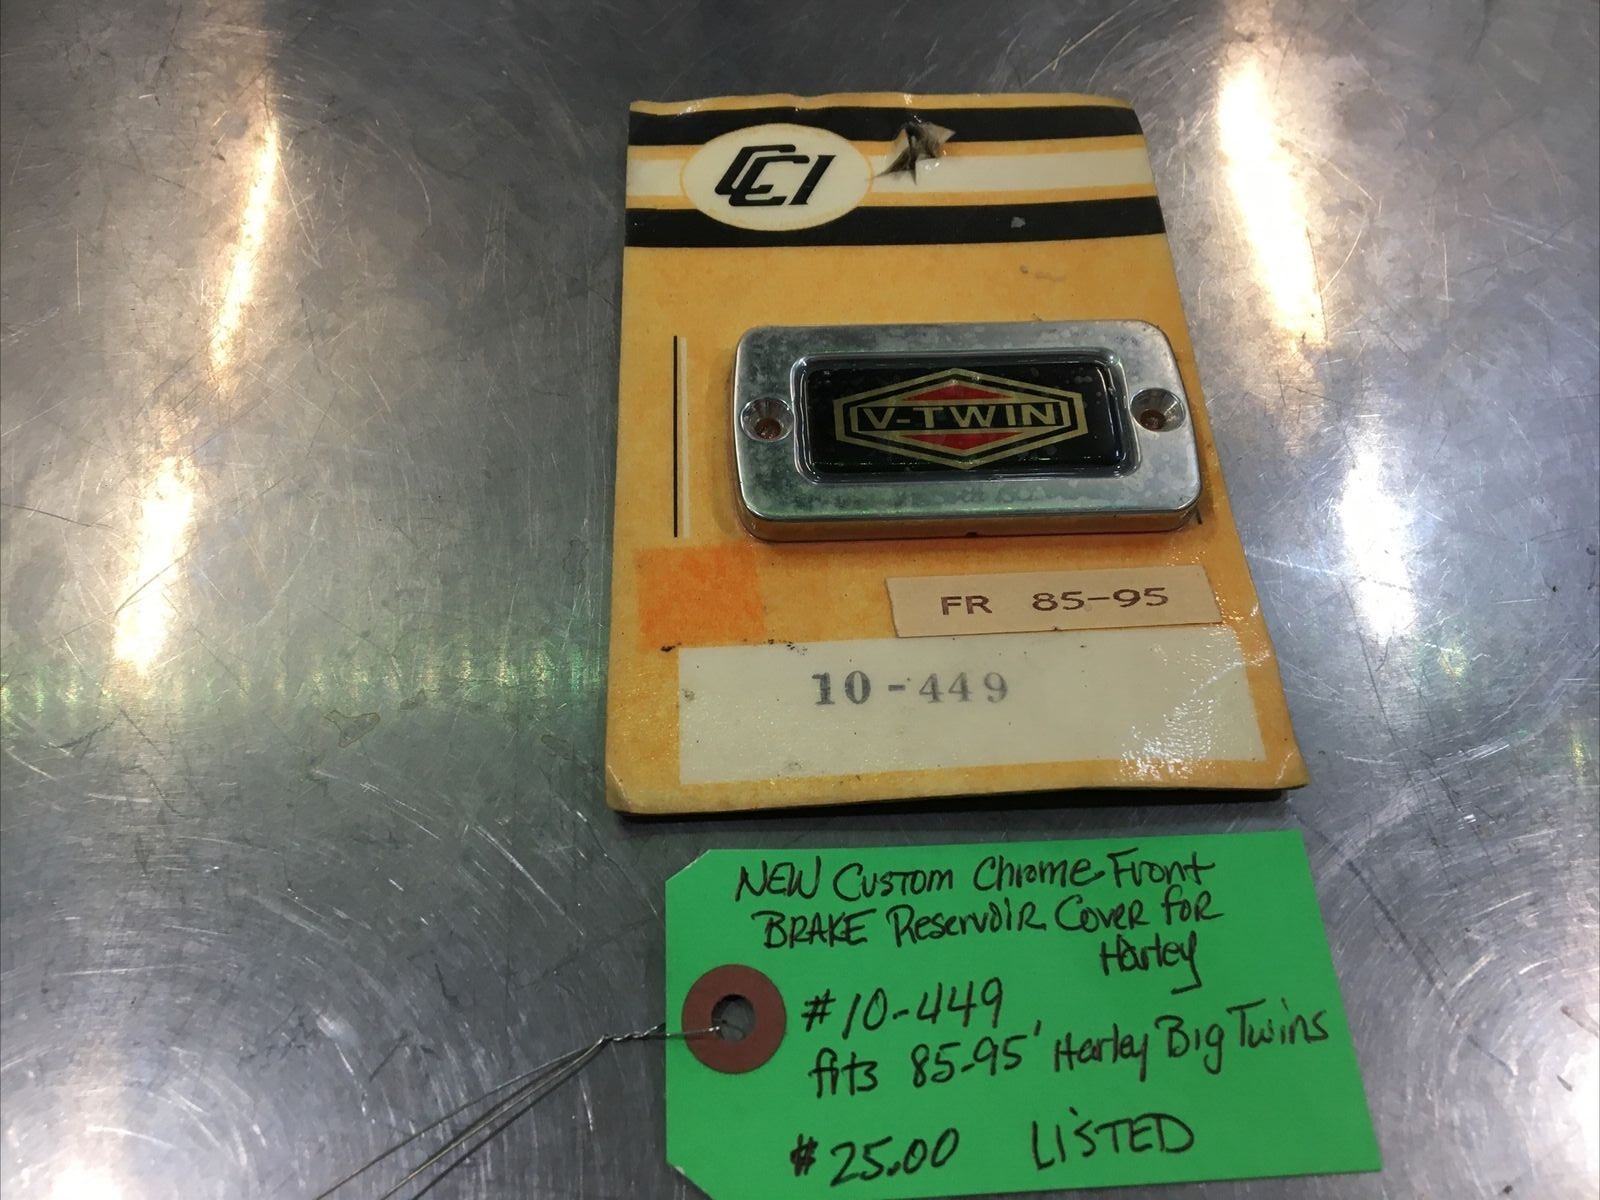 CCI
V-TWIN
FR 85-95
10-449
NEW Custom Chrome Front
BRAKE Reservoir Cover for
Harley
#10-449
fits 85-95' Harley Big Twins
$25.00 LISTED